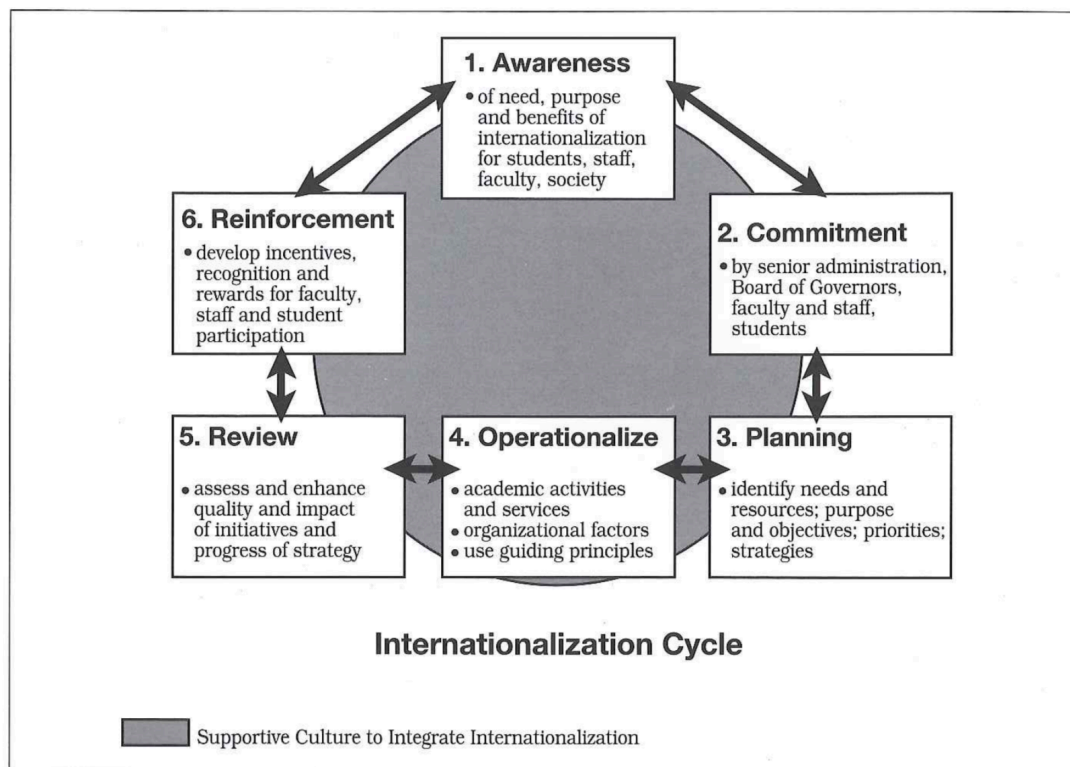 1. Awareness
• of need, purpose
and benefits of
internationalization
for students, staff,
faculty, society
6. Reinforcement
• develop incentives,
recognition and
rewards for faculty,
staff and student
participation
2. Commitment
• by senior administration,
Board of Governors,
faculty and staff,
students
5. Review
• assess and enhance
quality and impact
of initiatives and
progress of strategy
4. Operationalize
• academic activities
and services
• organizational factors
• use guiding principles
3. Planning
• identify needs and
resources; purpose
and objectives; priorities;
strategies
Internationalization Cycle
Supportive Culture to Integrate Internationalization